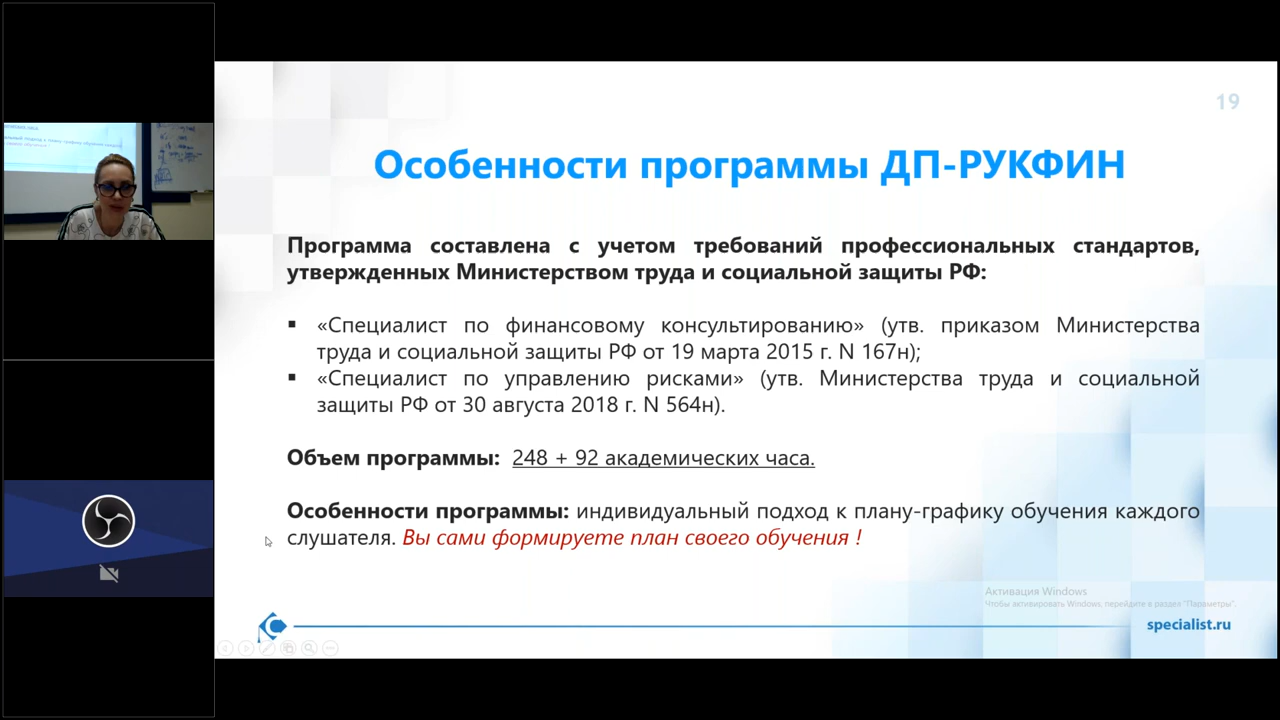 19
Особенности программы ДП-РУКФИН
Программа составлена с учетом требований профессиональных стандартов,
утвержденных Министерством труда и социальной защиты РФ:
▪ «Специалист по финансовому консультированию» (утв. приказом Министерства
труда и социальной защиты РФ от 19 марта 2015 г. N 167н);
▪ «Специалист по управлению рисками» (утв. Министерства труда и социальной
защиты РФ от 30 августа 2018 г. N 564н).
Объем программы: 248 + 92 академических часа.
Особенности программы: индивидуальный подход к плану-графику обучения каждого
слушателя. Вы сами формируете план своего обучения !
Активация Windows
Чтобы активировать Windows, перейдите в раздел "Параметры".
specialist.ru